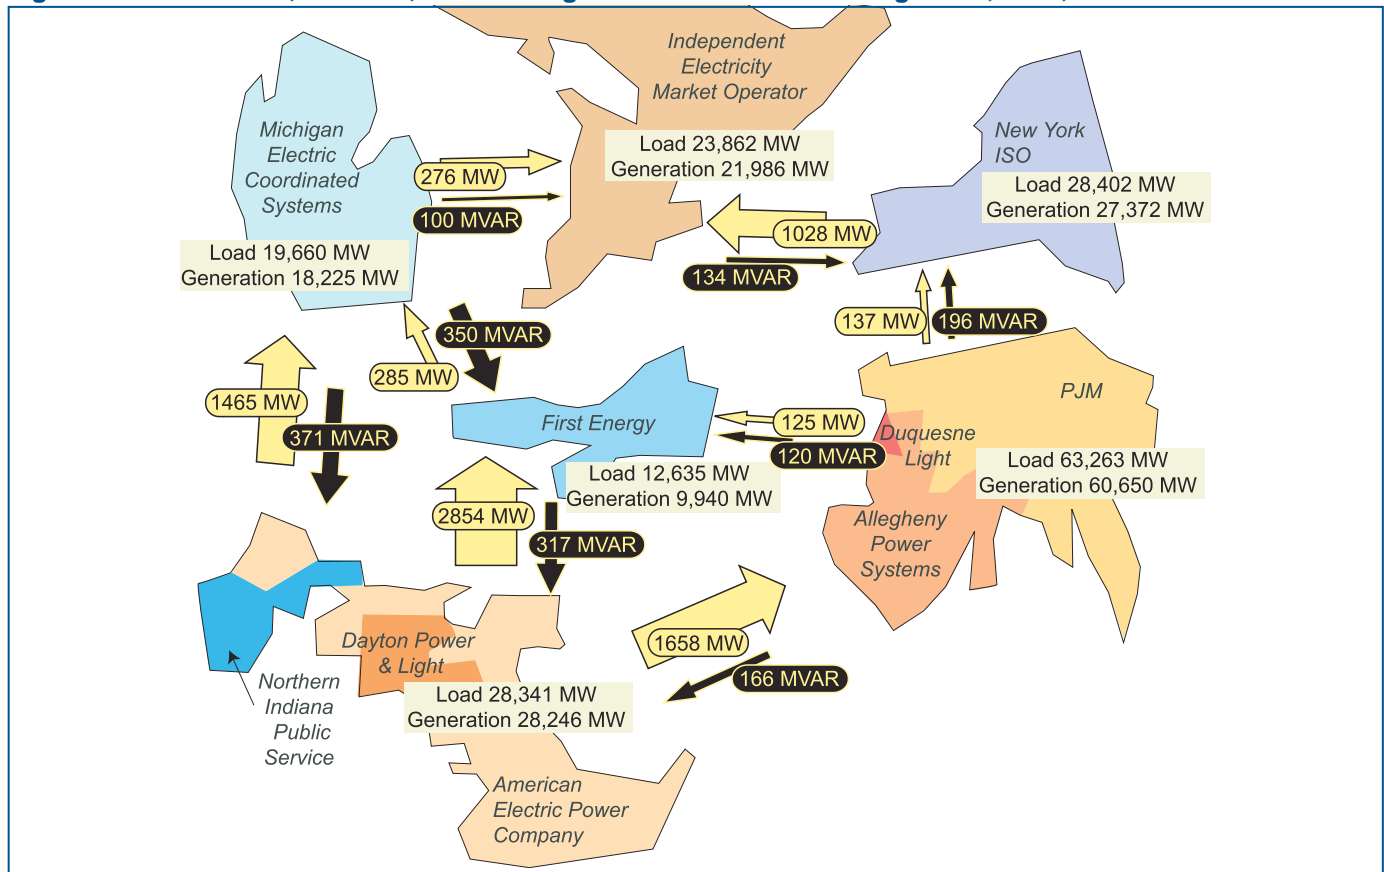 Independent
Electricity
Market Operator
Load 23,862 MW
Generation 21,986 MW
Michigan
Electric
Coordinated
Systems
Load 19,660 MW
Generation 18,225 MW
276 MW
100 MVAR
New York
ISO
Load 28,402 MW
Generation 27,372 MW
1028 MW
134 MVAR
137 MW
196 MVAR
350 MVAR
285 MW
1465 MW
371 MVAR
First Energy
Load 12,635 MW
Generation 9,940 MW
125 MW
120 MVAR
PJM
Duquesne
Light
Load 63,263 MW
Generation 60,650 MW
Allegheny
Power
Systems
2854 MW
317 MVAR
1658 MW
166 MVAR
Dayton Power
& Light
Load 28,341 MW
Generation 28,246 MW
Northern
Indiana
Public
Service
American
Electric Power
Company